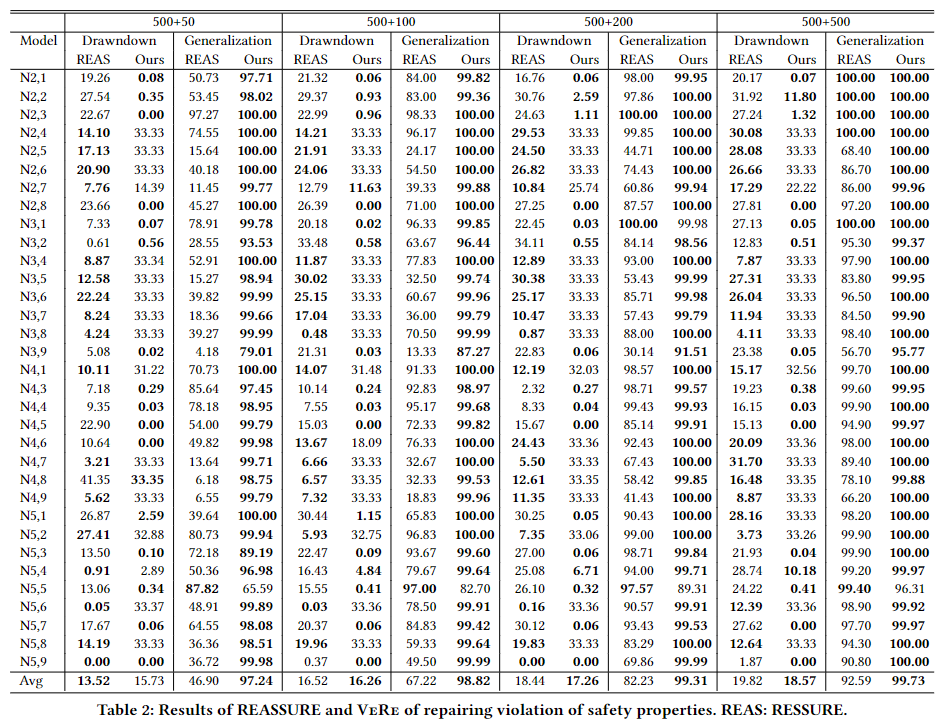 500+50 500+100 500+200 500+500
Model Drawndown Generalization Drawndown Generalization Drawndown Generalization Drawndown Generalization
REAS Ours REAS Ours REAS Ours REAS Ours REAS Ours REAS Ours REAS Ours REAS Ours
N2,1 19.26 0.08 50.73 97.71 21.32 0.06 84.00 99.82 16.76 0.06 98.00 99.95 20.17 0.07 100.00 100.00
N2,2 27.54 0.35 53.45 98.02 29.37 0.93 83.00 99.36 30.76 2.59 97.86 100.00 31.92 11.80 100.00 100.00
N2,3 22.67 0.00 97.27 100.00 22.99 0.96 98.33 100.00 24.63 1.11 100.00 100.00 27.24 1.32 100.00 100.00
N2,4 14.10 33.33 74.55 100.00 14.21 33.33 96.17 100.00 29.53 33.33 99.85 100.00 30.08 33.33 100.00 100.00
N2,5 17.13 33.33 15.64 100.00 21.91 33.33 24.17 100.00 24.50 33.33 44.71 100.00 28.08 33.33 68.40 100.00
N2,6 20.90 33.33 40.18 100.00 24.06 33.33 54.50 100.00 26.82 33.33 74.43 100.00 26.66 33.33 86.70 100.00
N2,7 7.76 14.39 11.45 99.77 12.79 11.63 39.33 99.88 10.84 25.74 60.86 99.94 17.29 22.22 86.00 99.96
N2,8 23.66 0.00 45.27 100.00 26.39 0.00 71.00 100.00 27.25 0.00 87.57 100.00 27.81 0.00 97.20 100.00
N3,1 7.33 0.07 78.91 99.78 20.18 0.02 96.33 99.85 22.45 0.03 100.00 99.98 27.13 0.05 100.00 100.00
N3,2 0.61 0.56 28.55 93.53 33.48 0.58 63.67 96.44 34.11 0.55 84.14 98.56 12.83 0.51 95.30 99.37
N3,4 8.87 33.34 52.91 100.00 11.87 33.33 77.83 100.00 12.89 33.33 93.00 100.00 7.87 33.33 97.90 100.00
N3,5 12.58 33.33 15.27 98.94 30.02 33.33 32.50 99.74 30.38 33.33 53.43 99.99 27.31 33.33 83.80 99.95
N3,6 22.24 33.33 39.82 99.99 25.15 33.33 60.67 99.96 25.17 33.33 85.71 99.98 26.04 33.33 96.50 100.00
N3,7 8.24 33.33 18.36 99.66 17.04 33.33 36.00 99.79 10.47 33.33 57.43 99.79 11.94 33.33 84.50 99.90
N3,8 4.24 33.33 39.27 99.99 0.48 33.33 70.50 99.99 0.87 33.33 88.00 100.00 4.11 33.33 98.40 100.00
N3,9 5.08 0.02 4.18 79.01 21.31 0.03 13.33 87.27 22.83 0.06 30.14 91.51 23.38 0.05 56.70 95.77
N4,1 10.11 31.22 70.73 100.00 14.07 31.48 91.33 100.00 12.19 32.03 98.57 100.00 15.17 32.56 99.70 100.00
N4,3 7.18 0.29 85.64 97.45 10.14 0.24 92.83 98.97 2.32 0.27 98.71 99.57 19.23 0.38 99.60 99.95
N4,4 9.35 0.03 78.18 98.95 7.55 0.03 95.17 99.68 8.33 0.04 99.43 99.93 16.15 0.03 99.90 100.00
N4,5 22.90 0.00 54.00 99.79 15.03 0.00 72.33 99.82 15.67 0.00 85.14 99.91 15.13 0.00 94.90 99.97
N4,6 10.64 0.00 49.82 99.98 13.67 18.09 76.33 100.00 24.43 33.36 92.43 100.00 20.09 33.36 98.00 100.00
N4,7 3.21 33.33 13.64 99.71 6.66 33.33 32.67 100.00 5.50 33.33 67.43 100.00 31.70 33.33 89.40 100.00
N4,8 41.35 33.35 6.18 98.75 6.57 33.35 32.33 99.53 12.61 33.35 58.42 99.85 16.48 33.35 78.10 99.88
N4,9 5.62 33.33 6.55 99.79 7.32 33.33 18.83 99.96 11.35 33.33 41.43 100.00 8.87 33.33 66.20 100.00
N5,1 26.87 2.59 39.64 100.00 30.44 1.15 65.83 100.00 30.25 0.05 90.43 100.00 28.16 33.33 98.20 100.00
N5,2 27.41 32.88 80.73 99.94 5.93 32.75 96.83 100.00 7.35 33.06 99.00 100.00 3.73 33.26 99.90 100.00
N5,3 13.50 0.10 72.18 89.19 22.47 0.09 93.67 99.60 27.00 0.06 98.71 99.84 21.93 0.04 99.90 100.00
N5,4 0.91 2.89 50.36 96.98 16.43 4.84 79.67 99.64 25.08 6.71 94.00 99.71 28.74 10.18 99.20 99.97
N5,5 13.06 0.34 87.82 65.59 15.55 0.41 97.00 82.70 26.10 0.32 97.57 89.31 24.22 0.41 99.40 96.31
N5,6 0.05 33.37 48.91 99.89 0.03 33.36 78.50 99.91 0.16 33.36 90.57 99.91 12.39 33.36 98.90 99.92
N5,7 17.67 0.06 64.55 98.08 20.37 0.06 84.83 99.42 30.12 0.06 93.43 99.53 27.62 0.00 97.70 99.97
N5,8 14.19 33.33 36.36 98.51 19.96 33.33 59.33 99.64 19.83 33.33 83.29 100.00 12.64 33.33 94.30 100.00
N5,9 0.00 0.00 36.72 99.98 0.37 0.00 49.50 99.99 0.00 0.00 69.86 99.99 1.87 0.00 90.80 100.00
Avg 13.52 15.73 46.90 97.24 16.52 16.26 67.22 98.82 18.44 17.26 82.23 99.31 19.82 18.57 92.59 99.73
Table 2: Results of REASSURE and VERE of repairing violation of safety properties. REAS: RESSURE.